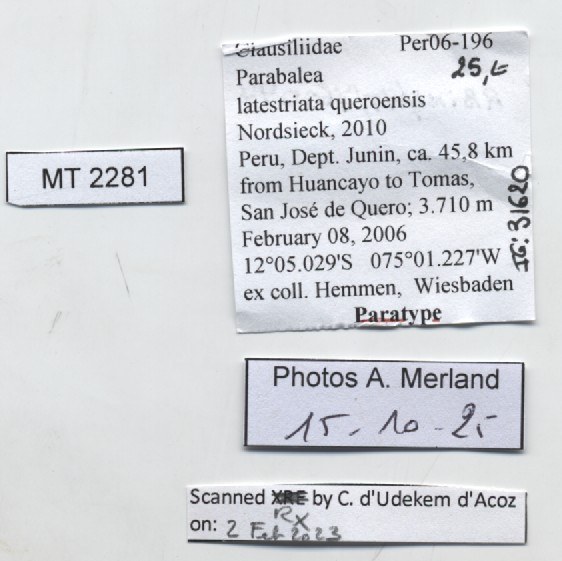 Clausiliidae Per06-196
Parabalea 25,-
latestriata queroensis
Nordsieck, 2010
Peru, Dept. Junin, ca. 45,8 km
from Huancayo to Tomas,
San José de Quero; 3.710 m
February 08, 2006
12°05.029'S 075°01.227'W
ex coll. Hemmen, Wiesbaden
Paratype
IG: 31620
MT 2281
Photos A. Merland
15-10-25
Scanned XRE by C. d'Udekem d'Acoz
RX
on: 2 Feb 2023